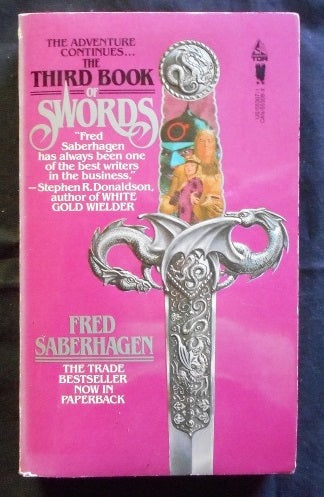 THE ADVENTURE
CONTINUES...
THE
THIRD BOOK
OF
SWORDS
"Fred
Saberhagen
has always been one
of the best writers
in the business."
—Stephen R. Donaldson,
author of WHITE
GOLD WIELDER
TOR
FRED
SABERHAGEN
THE TRADE
BESTSELLER
NOW IN
PAPERBACK